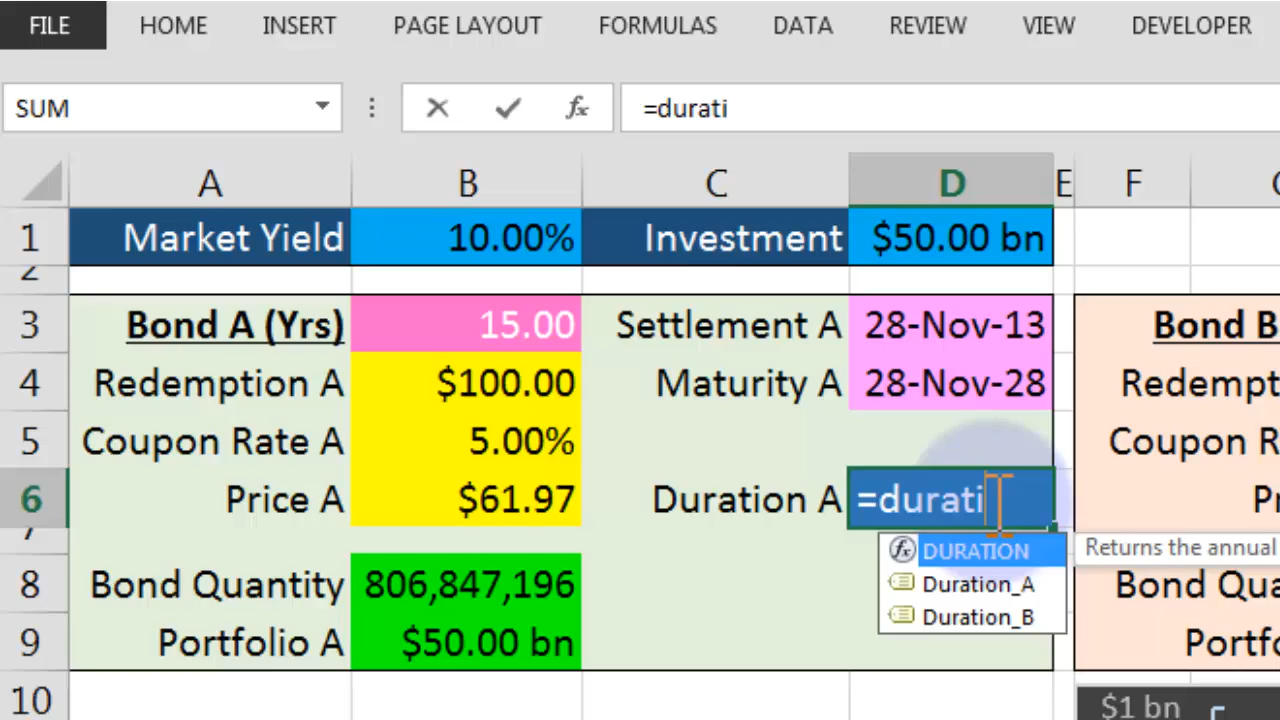 FILE HOME INSERT PAGE LAYOUT FORMULAS DATA REVIEW VIEW DEVELOPER
SUM =durati
A B C D E F
1 Market Yield 10.00% Investment $50.00 bn
2
3 Bond A (Yrs) 15.00 Settlement A 28-Nov-13 Bond B
4 Redemption A $100.00 Maturity A 28-Nov-28 Redempt
5 Coupon Rate A 5.00% Coupon R
6 Price A $61.97 Duration A =durati Pr
7
DURATION Returns the annual
8 Bond Quantity 806,847,196 Duration_A Bond Qua
Duration_B
9 Portfolio A $50.00 bn Portfo
10
$1 bn